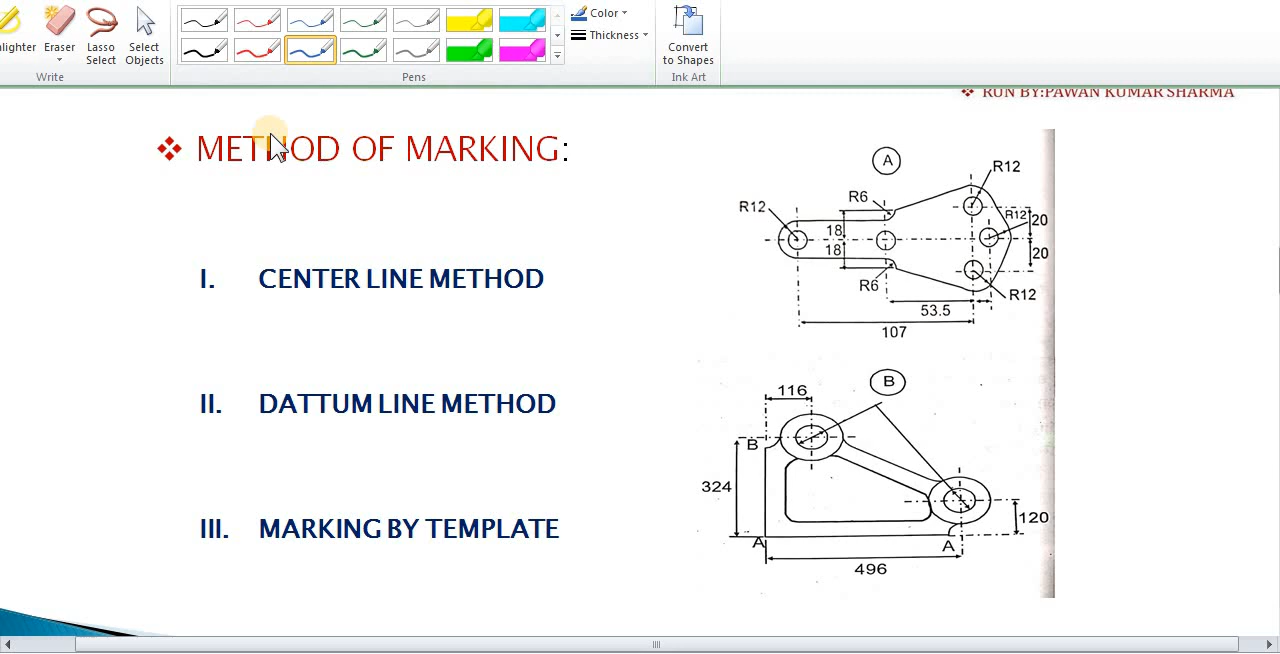 lighter
Eraser
Lasso
Select
Select
Objects
Write
Pens
Color
Thickness
Convert
to Shapes
Ink Art
❖ RUN BY:PAWAN KUMAR SHARMA
❖ METHOD OF MARKING:
I. CENTER LINE METHOD
II. DATTUM LINE METHOD
III. MARKING BY TEMPLATE
A
R12
R6
R12
R12
20
18
18
20
R6
R12
53.5
107
B
116
B
324
120
A
A
496